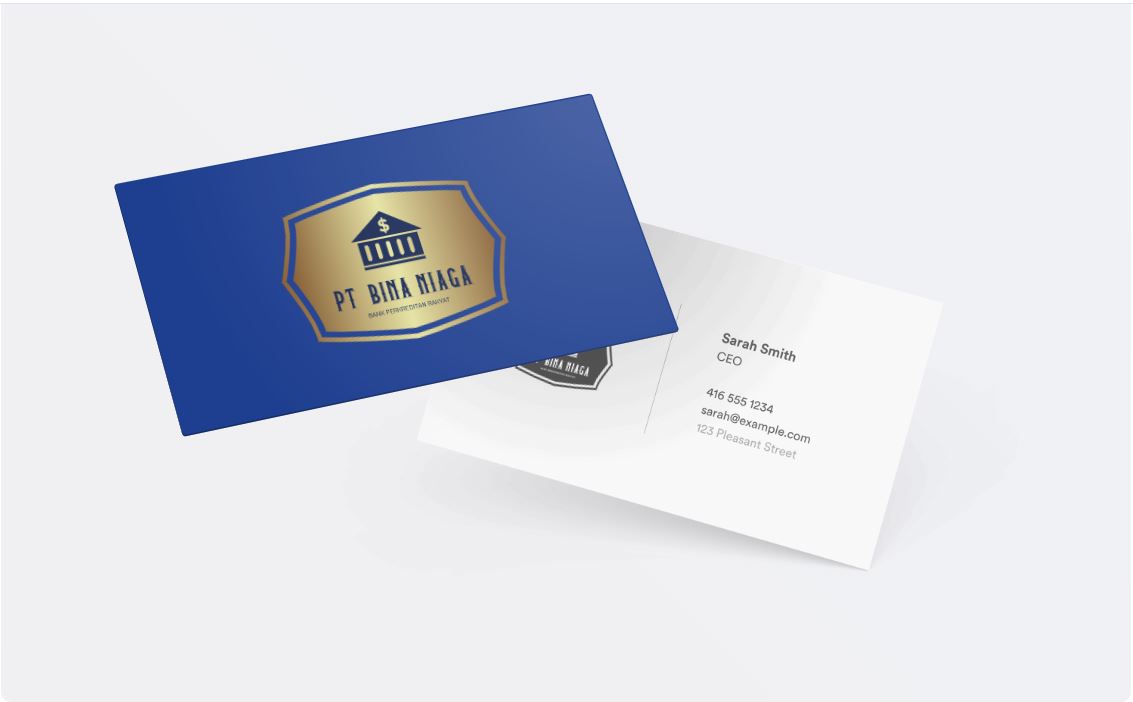 $
PT BINA NIAGA
BANK PERKREDITAN RAKYAT
BINA NIAGA
Sarah Smith
CEO
416 555 1234
sarah@example.com
123 Pleasant Street